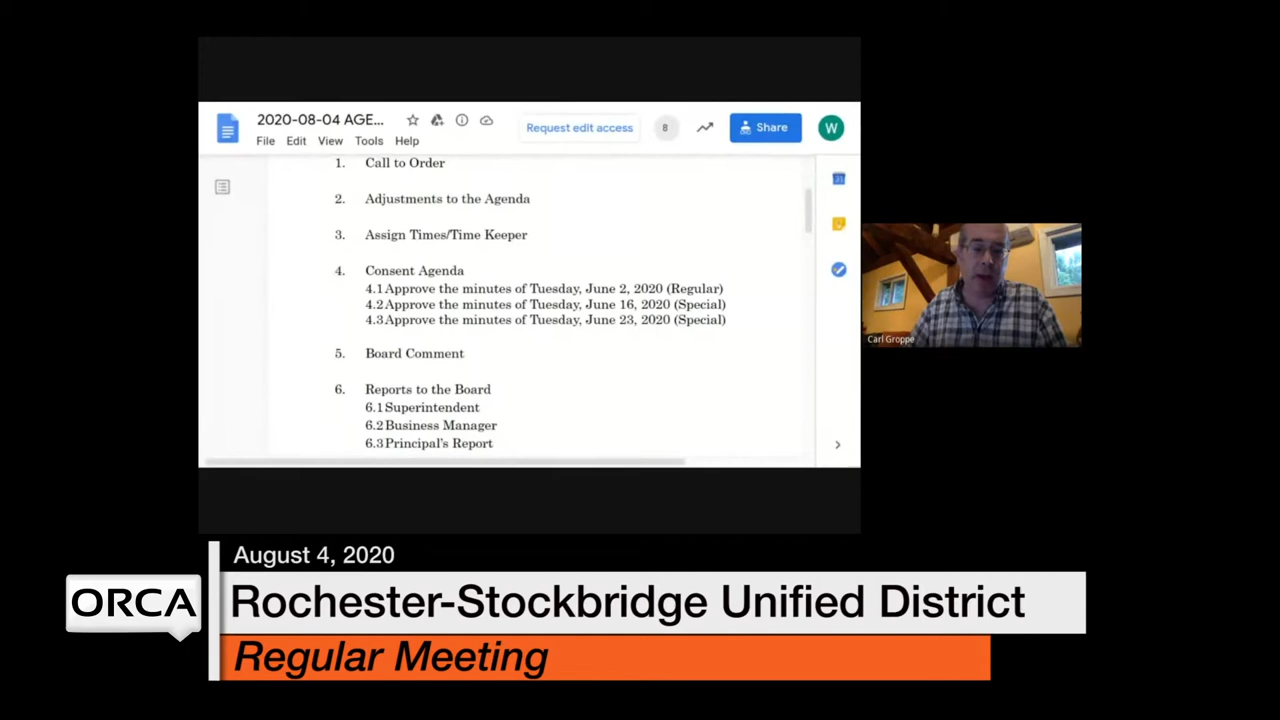 2020-08-04 AGE...
File Edit View Tools Help
Request edit access
8
Share
W
1. Call to Order
2. Adjustments to the Agenda
3. Assign Times/Time Keeper
4. Consent Agenda
4.1 Approve the minutes of Tuesday, June 2, 2020 (Regular)
4.2 Approve the minutes of Tuesday, June 16, 2020 (Special)
4.3 Approve the minutes of Tuesday, June 23, 2020 (Special)
5. Board Comment
6. Reports to the Board
6.1 Superintendent
6.2 Business Manager
6.3 Principal's Report
Carl Groppe
August 4, 2020
ORCA
Rochester-Stockbridge Unified District
Regular Meeting